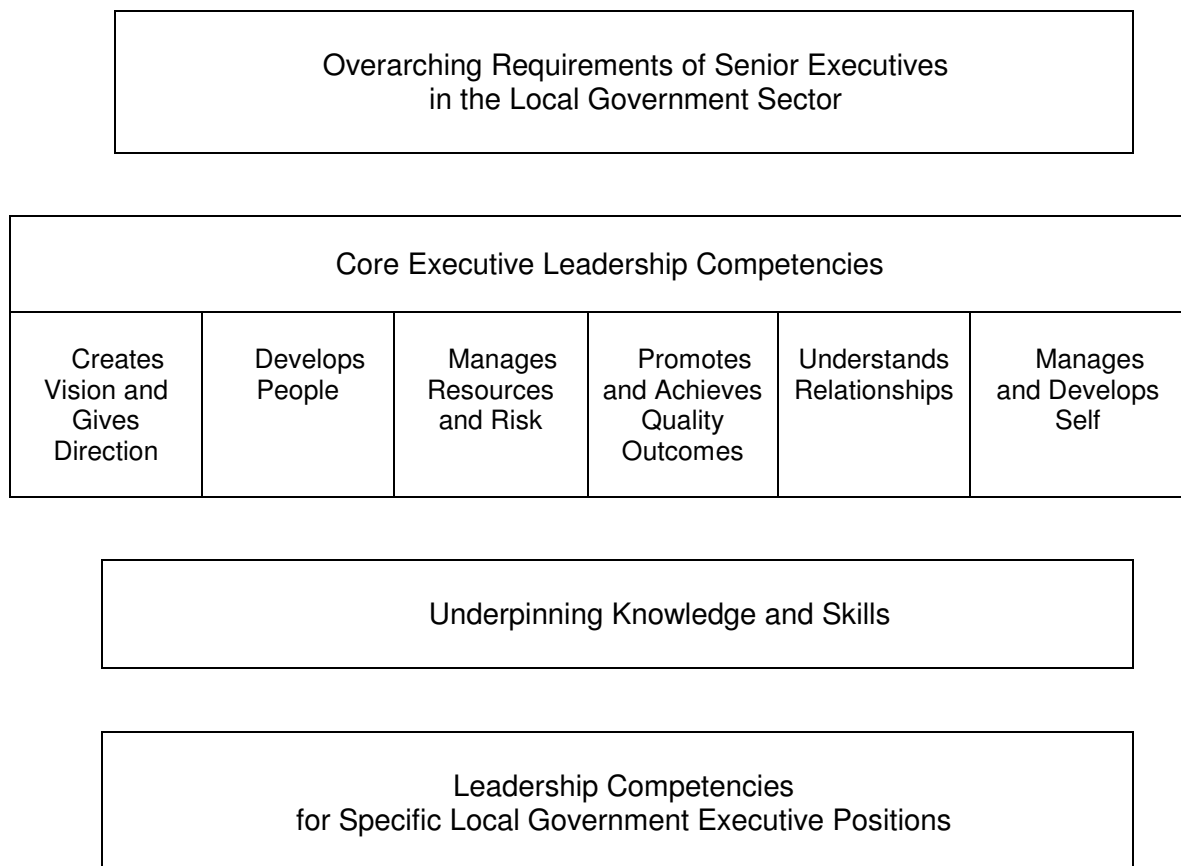 Overarching Requirements of Senior Executives
in the Local Government Sector
Core Executive Leadership Competencies
Creates
Vision and
Gives
Direction
Develops
People
Manages
Resources
and Risk
Promotes
and Achieves
Quality
Outcomes
Understands
Relationships
Manages
and Develops
Self
Underpinning Knowledge and Skills
Leadership Competencies
for Specific Local Government Executive Positions